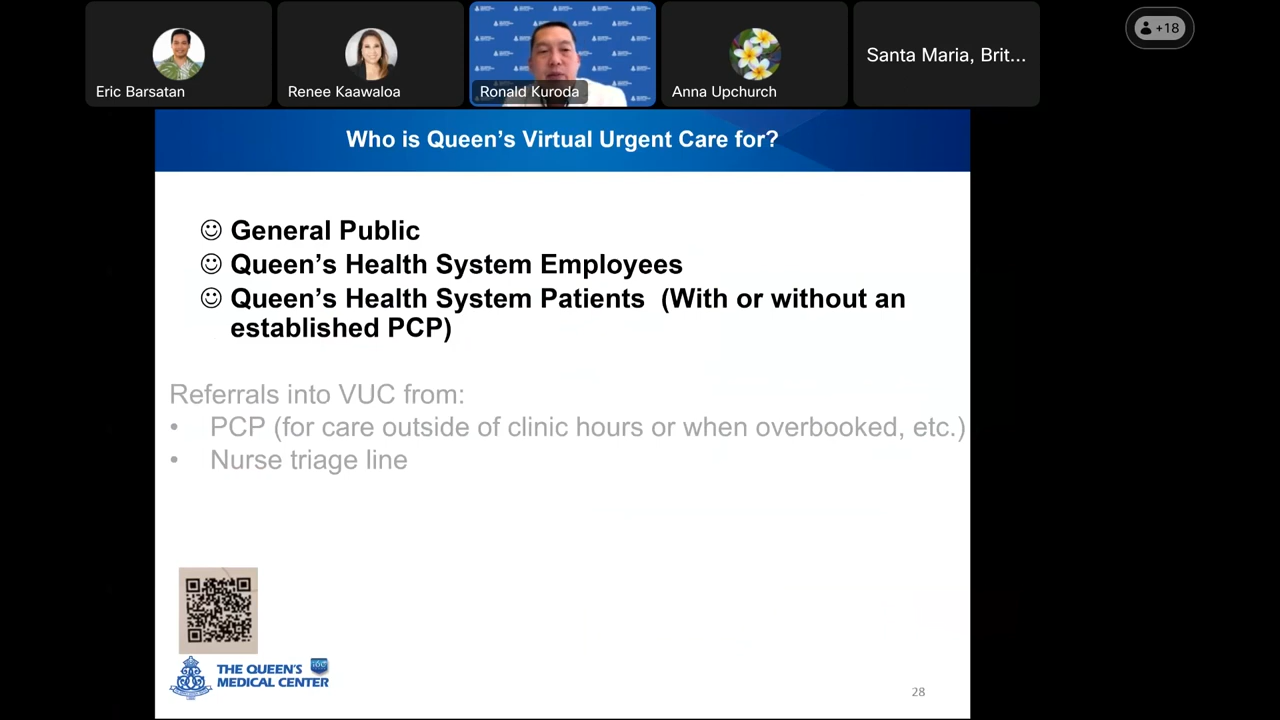 Eric Barsatan
Renee Kaawaloa
Ronald Kuroda
Anna Upchurch
Santa Maria, Brit...
+18
Who is Queen's Virtual Urgent Care for?
General Public
Queen's Health System Employees
Queen's Health System Patients (With or without an
established PCP)
Referrals into VUC from:
• PCP (for care outside of clinic hours or when overbooked, etc.)
• Nurse triage line
THE QUEEN'S
MEDICAL CENTER
28